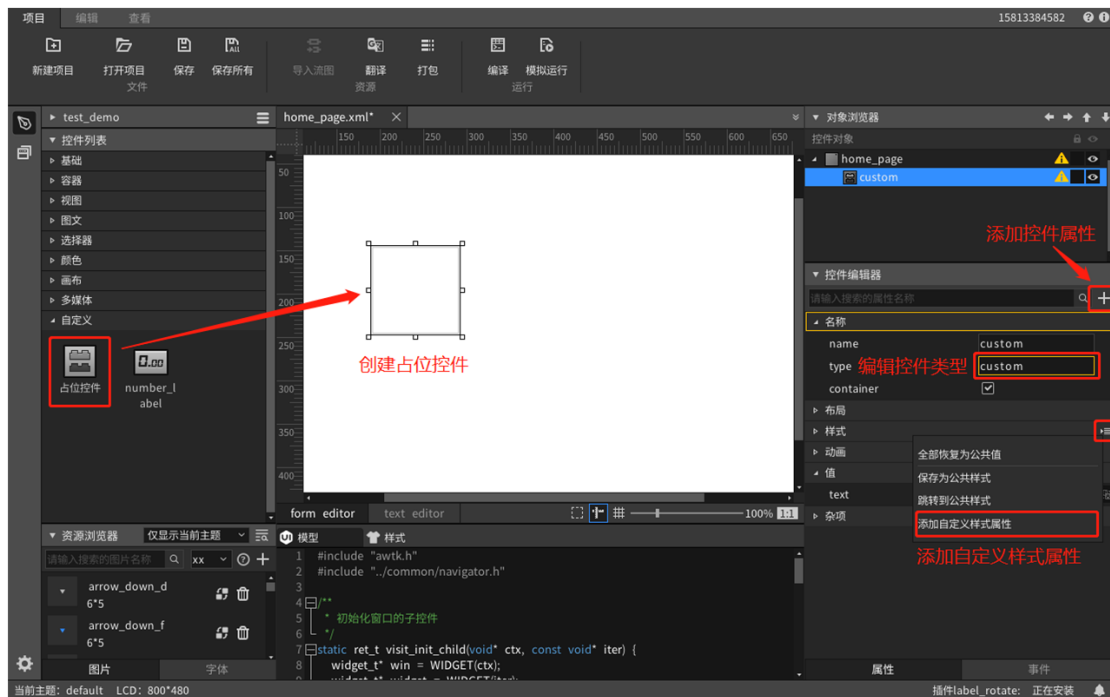 项目 编辑 查看 15813384582
新建项目 打开项目 保存 保存所有 导入流图 翻译 打包 编译 模拟运行
文件 资源 运行
test_demo
控件列表
基础
容器
视图
图文
选择器
颜色
画布
多媒体
自定义
占位控件
number_l
abel
home_page.xml*
150 200 250 300 350 400 450 500 550 600 650
50
100
150
200
250
300
350
400
创建占位控件
form editor text editor 100% 1:1
对象浏览器
控件对象
home_page
custom
添加控件属性
控件编辑器
请输入搜索的属性名称
名称
name custom
type 编辑控件类型 custom
container
布局
样式
动画
值
text
杂项
全部恢复为公共值
保存为公共样式
跳转到公共样式
添加自定义样式属性
添加自定义样式属性
资源浏览器 仅显示当前主题
请输入搜索的图片名称 xx
arrow_down_d
6*5
arrow_down_f
6*5
图片 字体
模型 样式
1 #include "awtk.h"
2 #include "../common/navigator.h"
3
4 /**
5 * 初始化窗口的子控件
6 */
7 static ret_t visit_init_child(void* ctx, const void* iter) {
8 widget_t* win = WIDGET(ctx);
属性 事件
当前主题: default LCD: 800*480 插件label_rotate: 正在安装